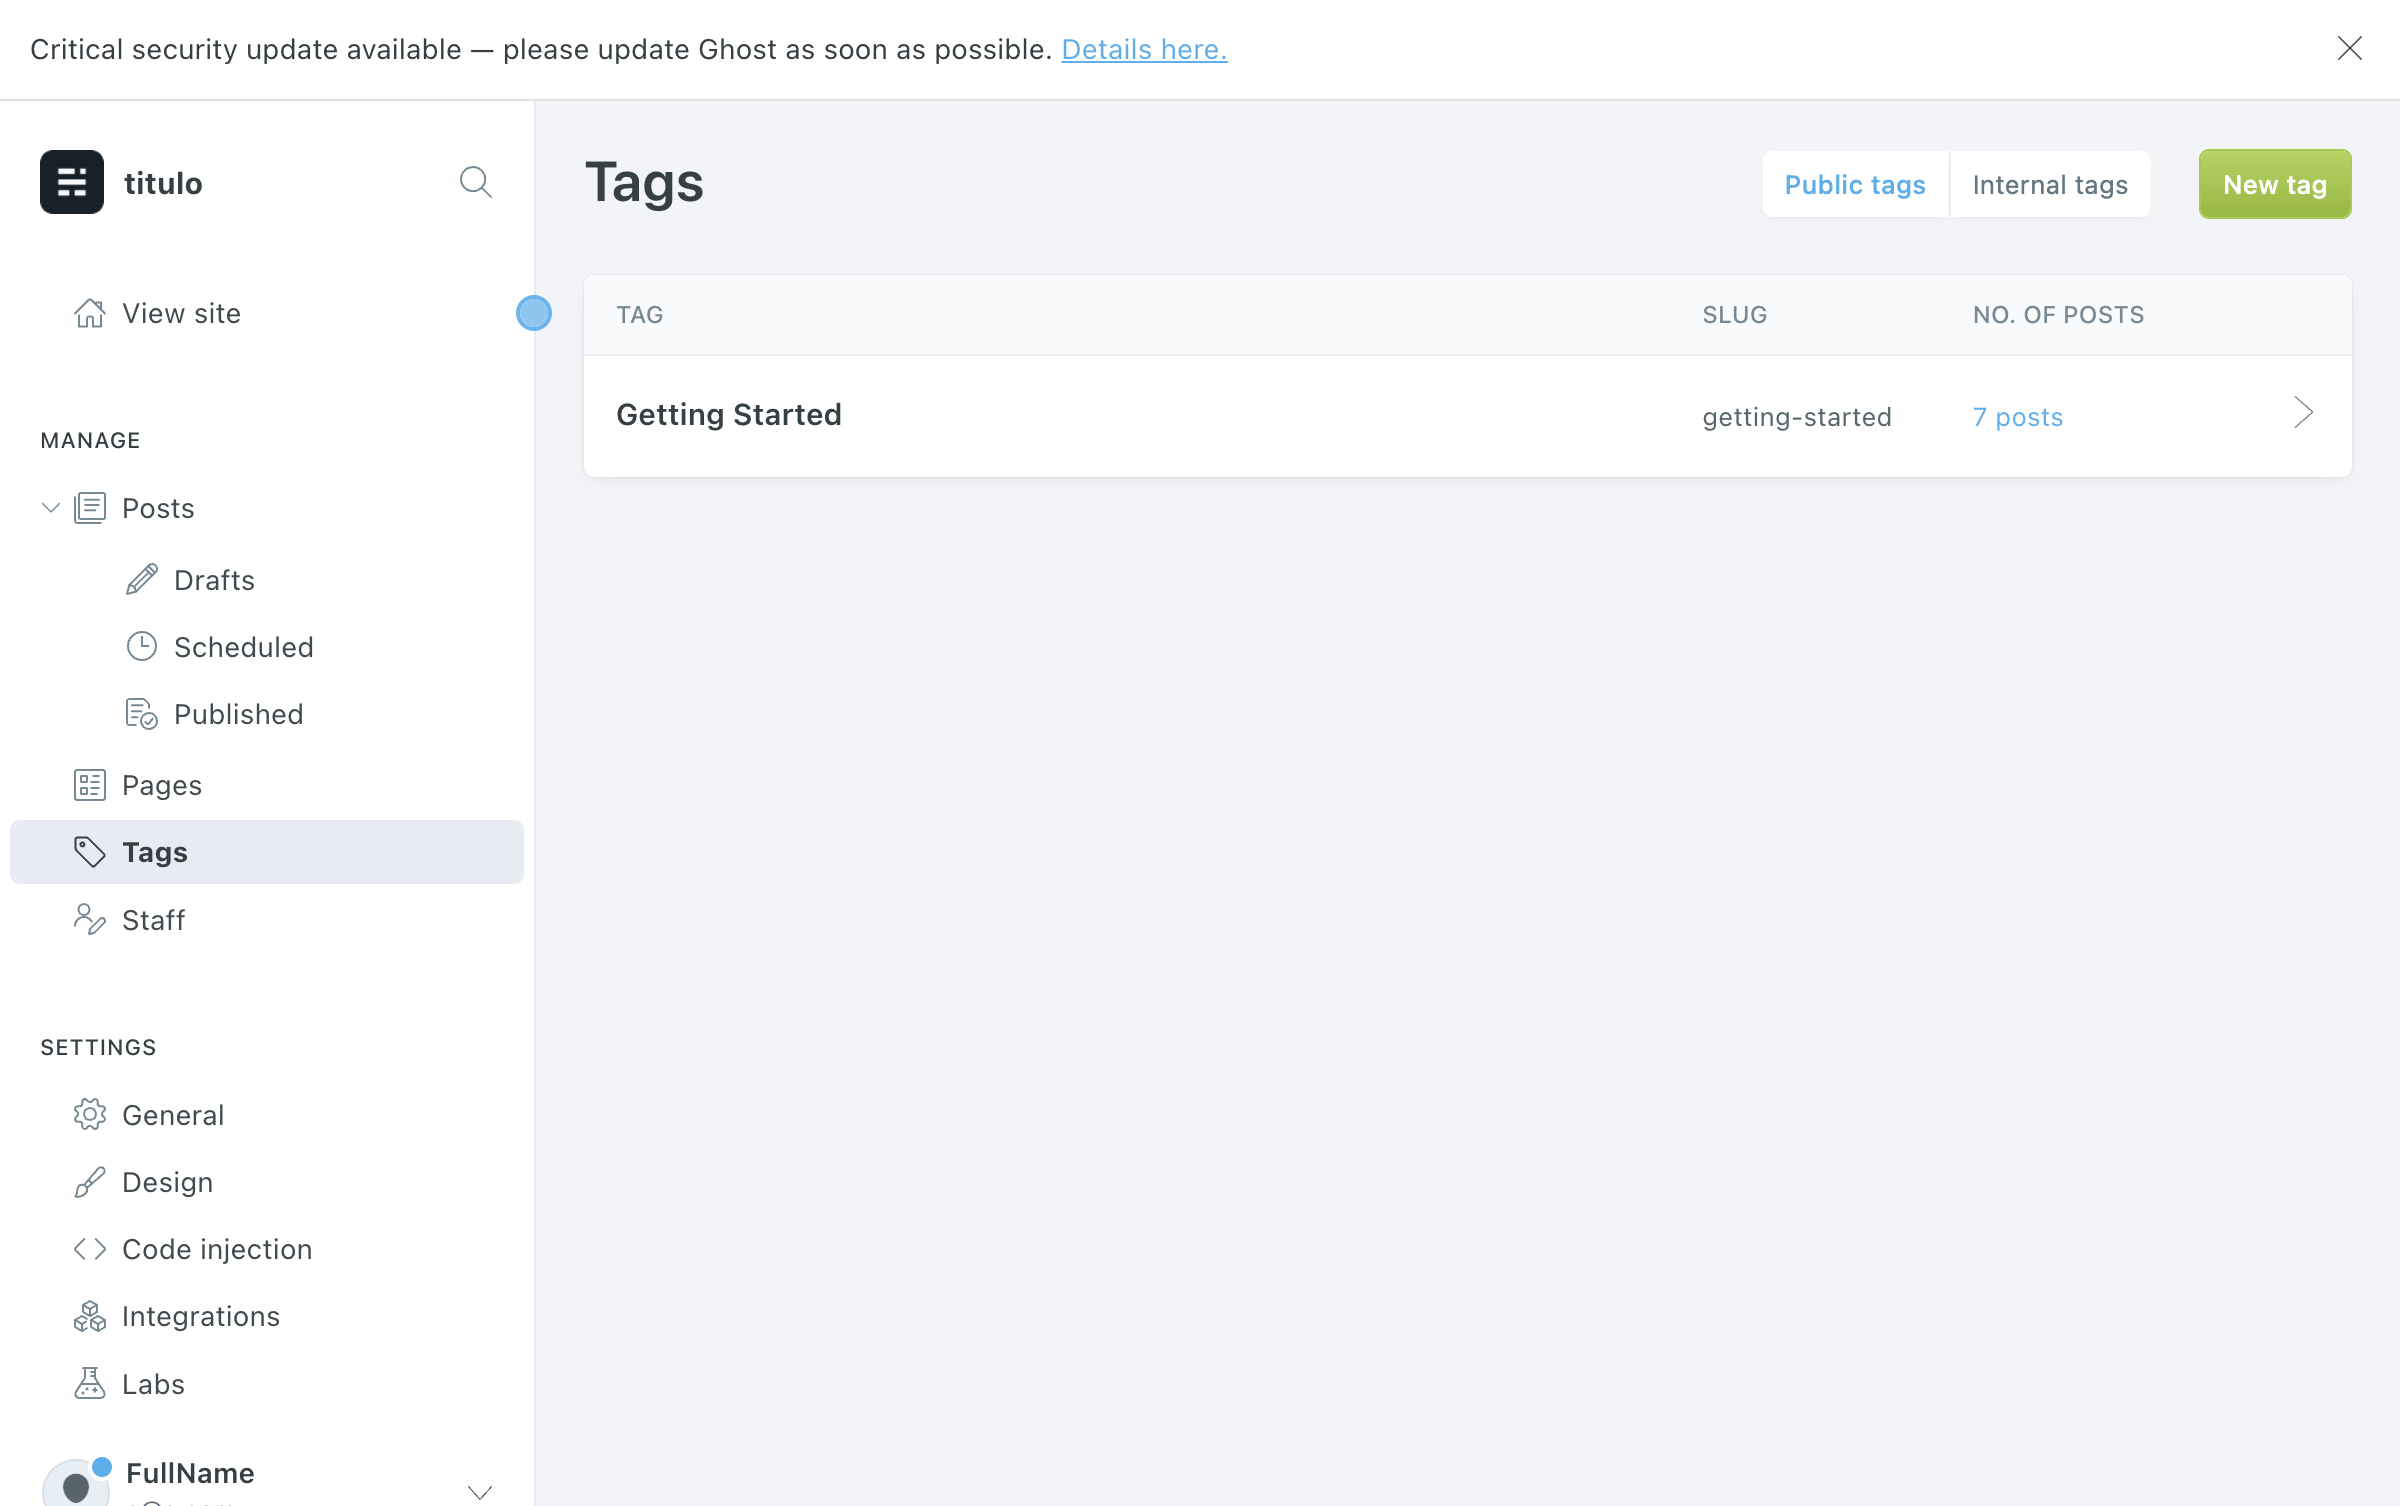 Critical security update available — please update Ghost as soon as possible. Details here.
titulo
View site
MANAGE
Posts
Drafts
Scheduled
Published
Pages
Tags
Staff
SETTINGS
General
Design
Code injection
Integrations
Labs
FullName
Tags
Public tags
Internal tags
New tag
TAG SLUG NO. OF POSTS
Getting Started getting-started 7 posts